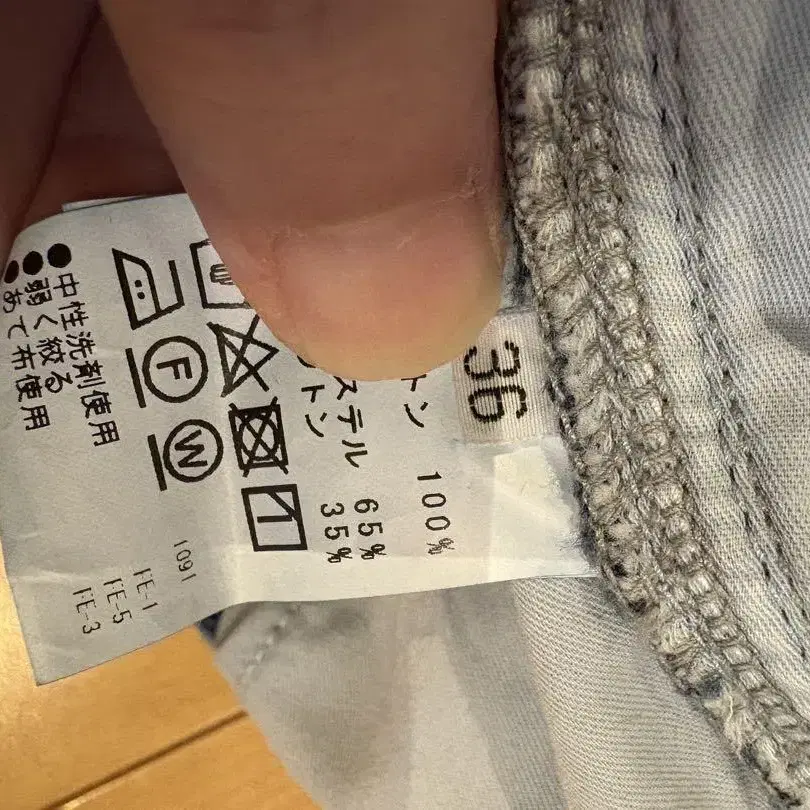 36
トン 100%
ステル 65%
トン 35%
W
F
●中性洗剤使用
●弱く絞る
●あて布使用
1091
FE-1
FE-5
FE-3